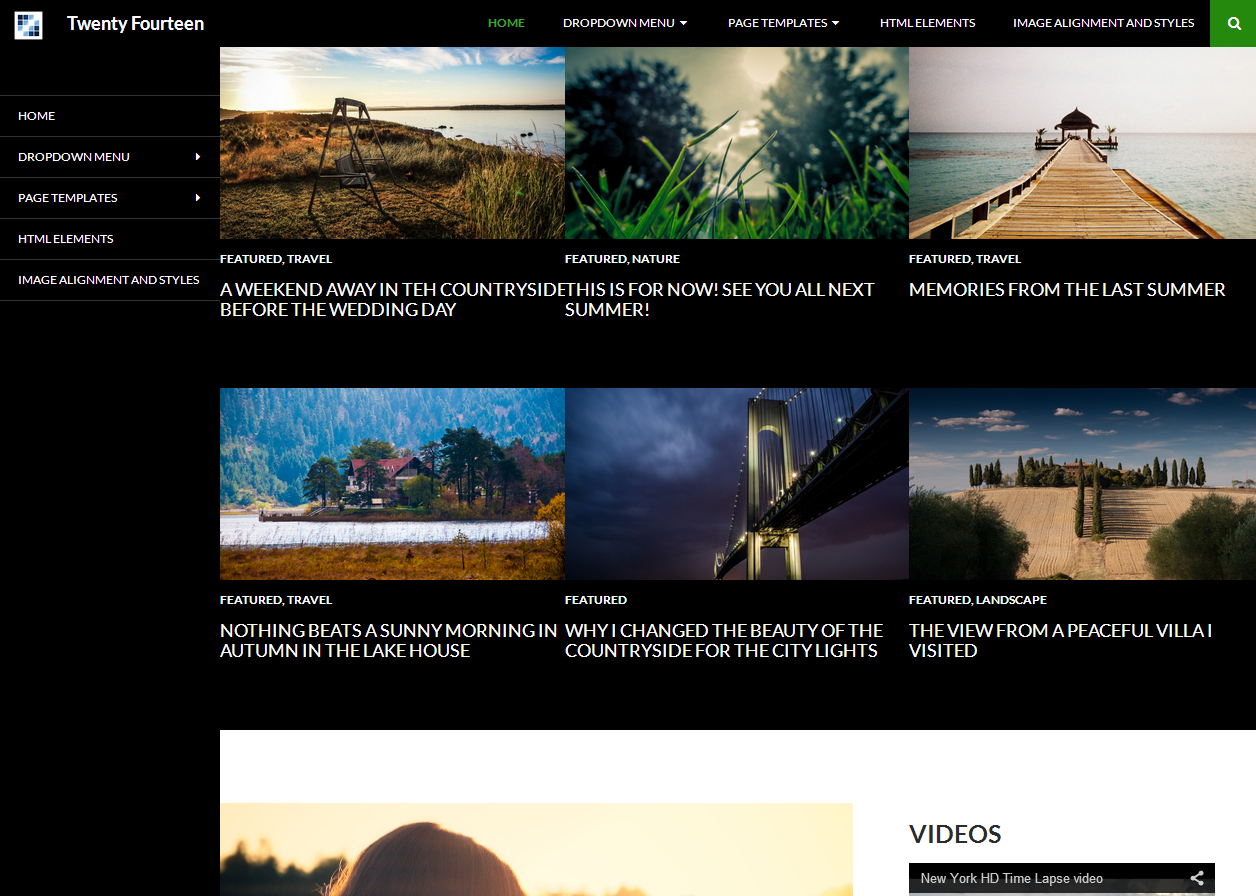 Twenty Fourteen
HOME
DROPDOWN MENU
PAGE TEMPLATES
HTML ELEMENTS
IMAGE ALIGNMENT AND STYLES
HOME
DROPDOWN MENU
PAGE TEMPLATES
HTML ELEMENTS
IMAGE ALIGNMENT AND STYLES
FEATURED, TRAVEL
A WEEKEND AWAY IN TEH COUNTRYSIDE
BEFORE THE WEDDING DAY
FEATURED, NATURE
THIS IS FOR NOW! SEE YOU ALL NEXT
SUMMER!
FEATURED, TRAVEL
MEMORIES FROM THE LAST SUMMER
FEATURED, TRAVEL
NOTHING BEATS A SUNNY MORNING IN
AUTUMN IN THE LAKE HOUSE
FEATURED
WHY I CHANGED THE BEAUTY OF THE
COUNTRYSIDE FOR THE CITY LIGHTS
FEATURED, LANDSCAPE
THE VIEW FROM A PEACEFUL VILLA I
VISITED
VIDEOS
New York HD Time Lapse video